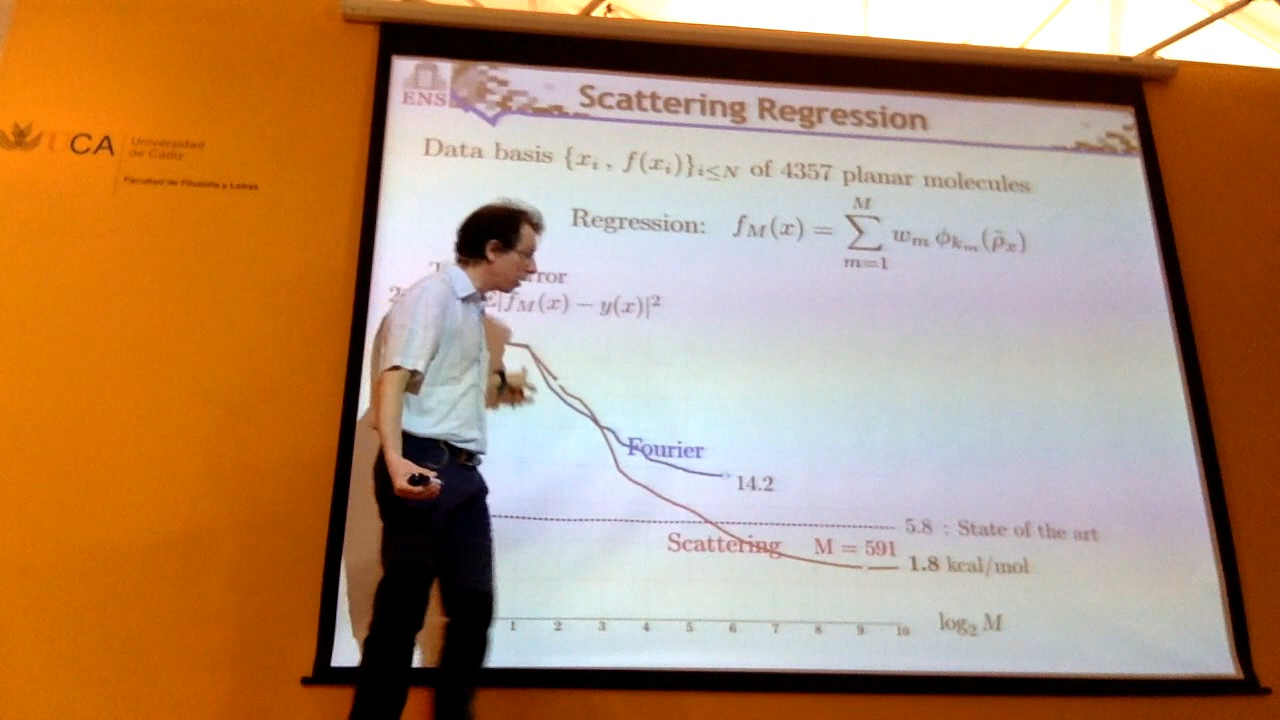 UCA
Universidad
de Cádiz
Facultad de Filosofía y Letras
ENS
Scattering Regression
Data basis {x_i , f(x_i)}_{i≤N} of 4357 planar molecules
Regression: f_M(x) = \sum_{m=1}^{M} w_m φ_{k_m}(ρ̃_x)
|f_M(x) − y(x)|²
Fourier
14.2
5.8 : State of the art
Scattering M = 591
1.8 kcal/mol
1 2 3 4 5 6 7 8 9 10 log₂ M